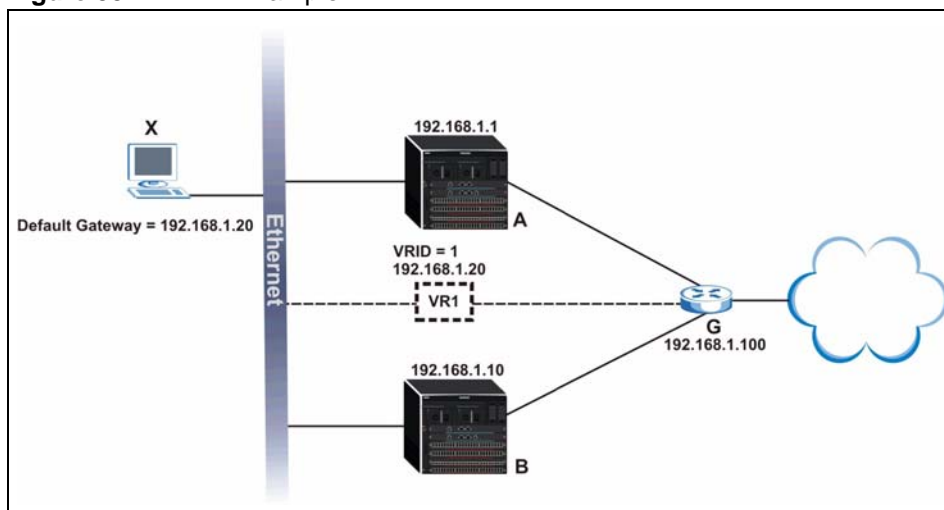 X
Default Gateway = 192.168.1.20
Ethernet
192.168.1.1
A
VRID = 1
192.168.1.20
VR1
G
192.168.1.100
192.168.1.10
B